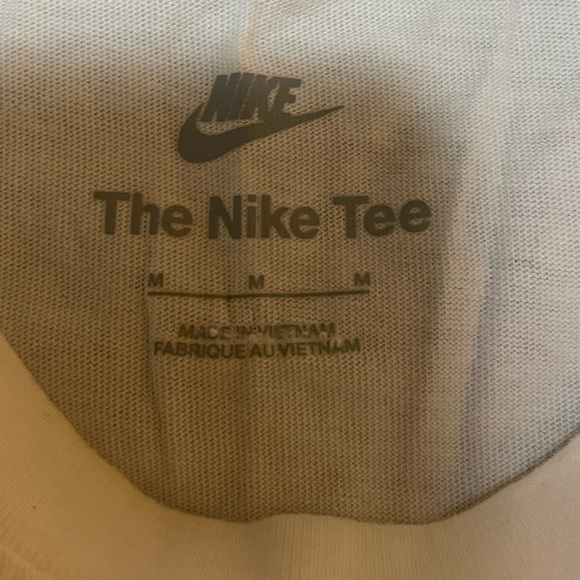 NIKE
The Nike Tee
M M M
MADE IN VIETNAM
FABRIQUE AU VIETNAM